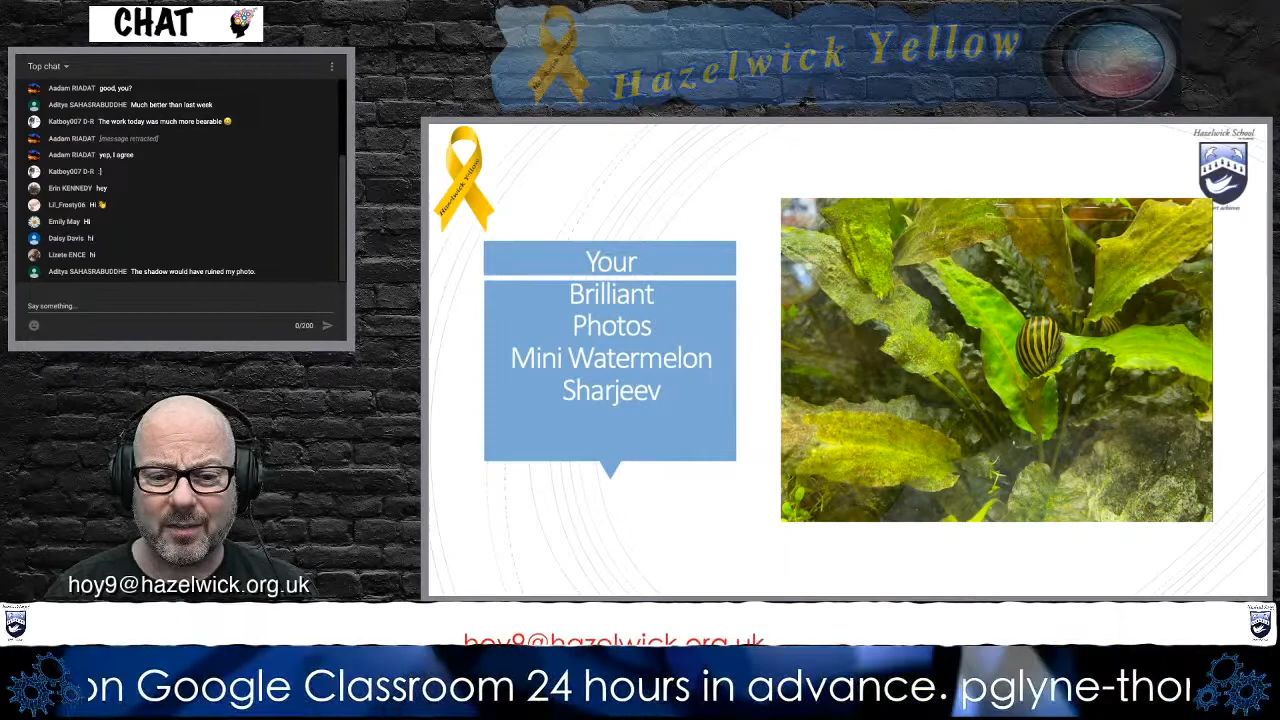 CHAT
Top chat
Aadam RIADAT good, you?
Aditya SAHASRABUDDHE Much better than last week
Katboy007 D-R The work today was much more bearable
Aadam RIADAT [message retracted]
Aadam RIADAT yep, I agree
Katboy007 D-R :]
Erin KENNEDY hey
Lil_Frosty06 Hi
Emily May Hi
Daisy Davis hi
Lizete ENCE hi
Aditya SAHASRABUDDHE The shadow would have ruined my photo.
Say something...
0/200
Hazelwick Yellow
Hazelwick Yellow
Hazelwick School
Your
Brilliant
Photos
Mini Watermelon
Sharjeev
hoy9@hazelwick.org.uk
hoy9@hazelwick.org.uk
on Google Classroom 24 hours in advance. pglyne-thom